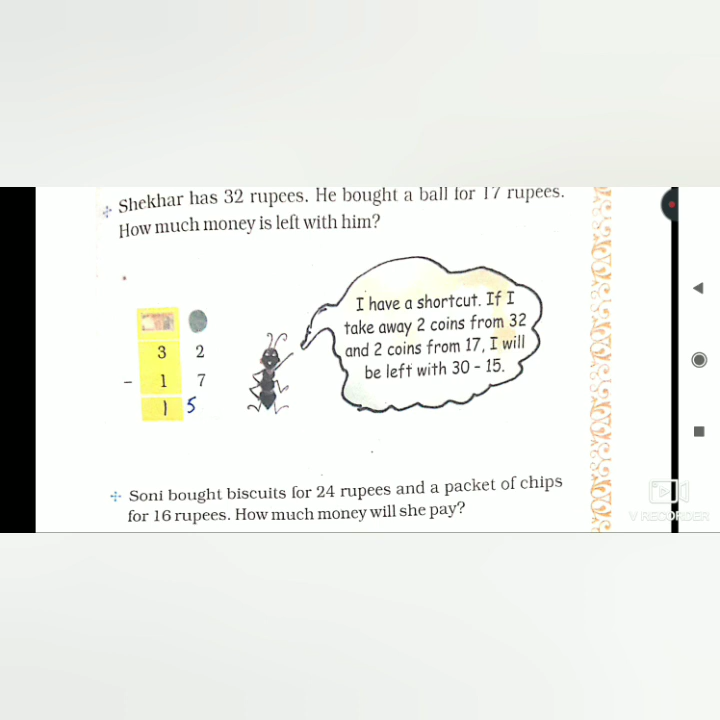 Shekhar has 32 rupees. He bought a ball for 17 rupees.
How much money is left with him?
I have a shortcut. If I
take away 2 coins from 32
and 2 coins from 17, I will
be left with 30 - 15.
3 2
- 1 7
1 5
Soni bought biscuits for 24 rupees and a packet of chips
for 16 rupees. How much money will she pay?
V RECORDER